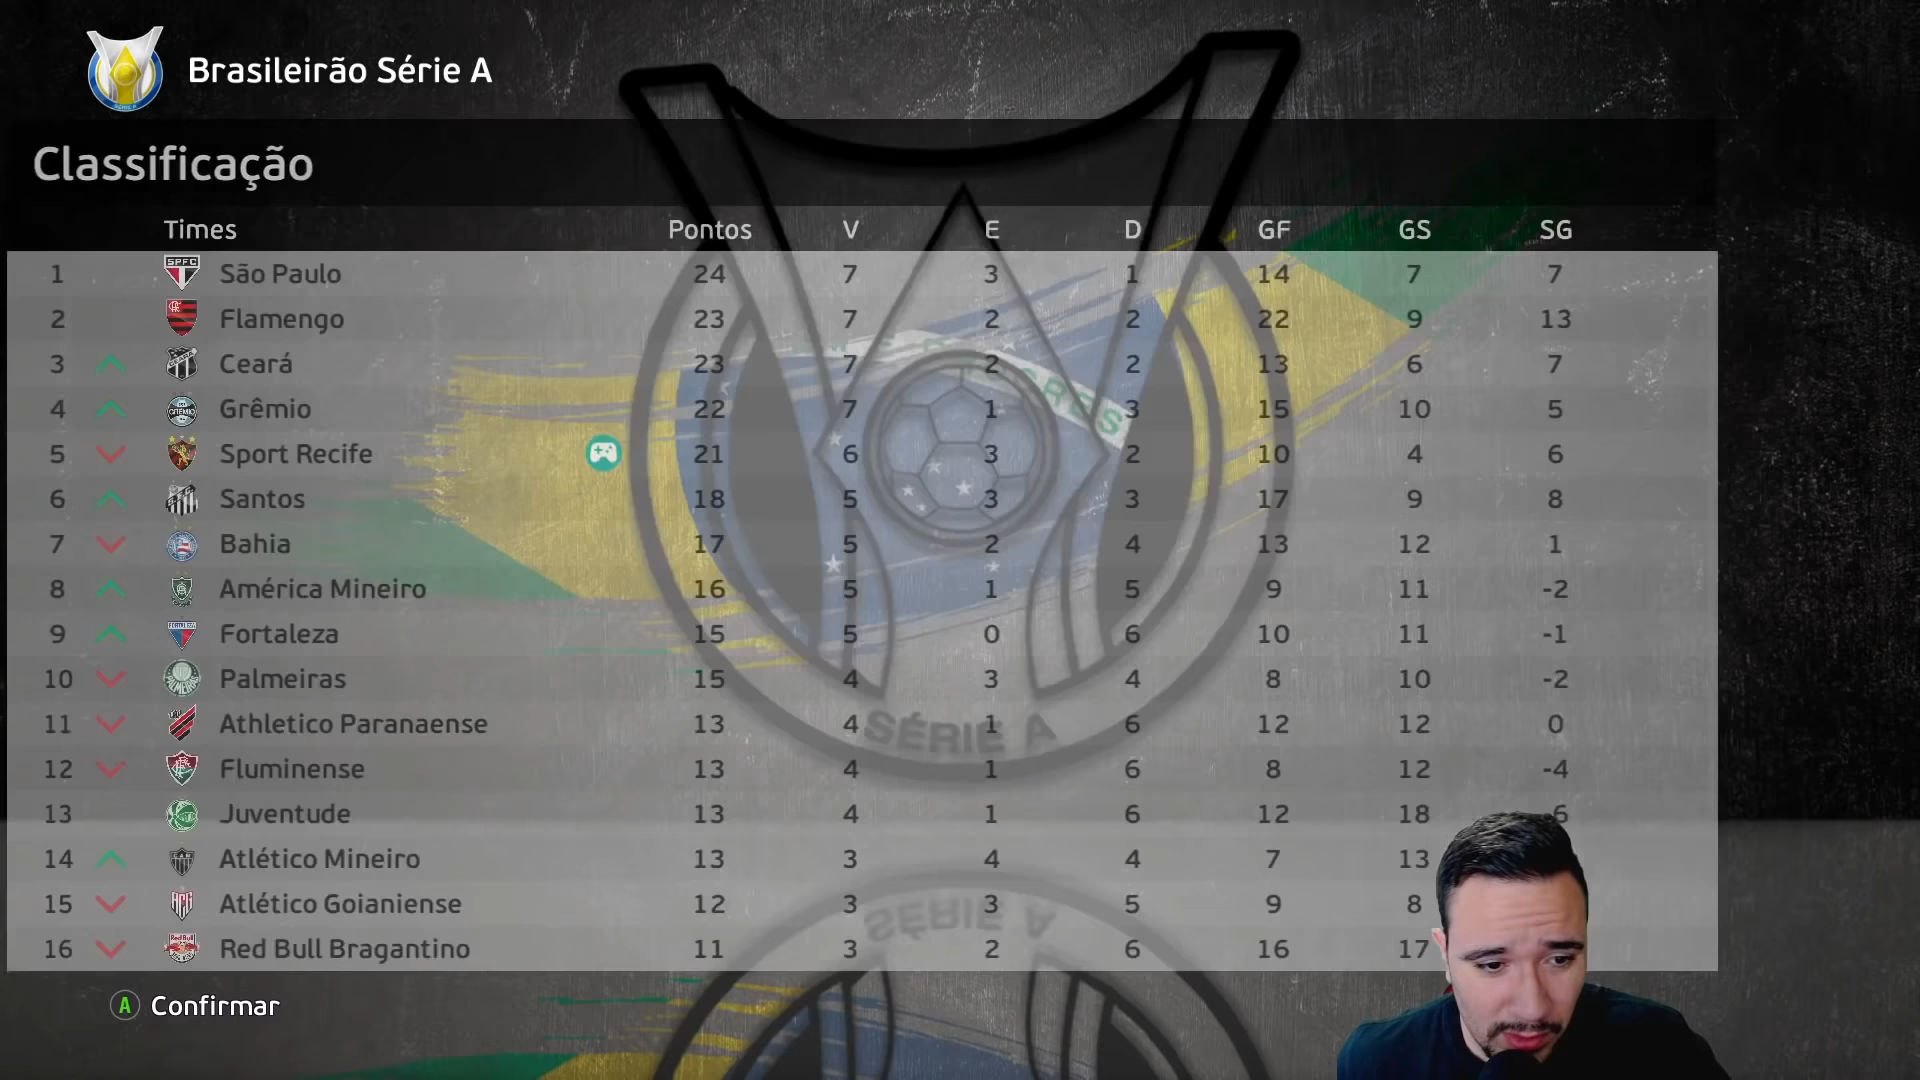 Brasileirão Série A
Classificação
Times Pontos V E D GF GS SG
1 São Paulo 24 7 3 1 14 7 7
2 Flamengo 23 7 2 2 22 9 13
3 Ceará 23 7 2 2 13 6 7
4 Grêmio 22 7 1 3 15 10 5
5 Sport Recife 21 6 3 2 10 4 6
6 Santos 18 5 3 3 17 9 8
7 Bahia 17 5 2 4 13 12 1
8 América Mineiro 16 5 1 5 9 11 -2
9 Fortaleza 15 5 0 6 10 11 -1
10 Palmeiras 15 4 3 4 8 10 -2
11 Athletico Paranaense 13 4 1 6 12 12 0
12 Fluminense 13 4 1 6 8 12 -4
13 Juventude 13 4 1 6 12 18 -6
14 Atlético Mineiro 13 3 4 4 7 13
15 Atlético Goianiense 12 3 3 5 9 8
16 Red Bull Bragantino 11 3 2 6 16 17
SÉRIE A
A Confirmar